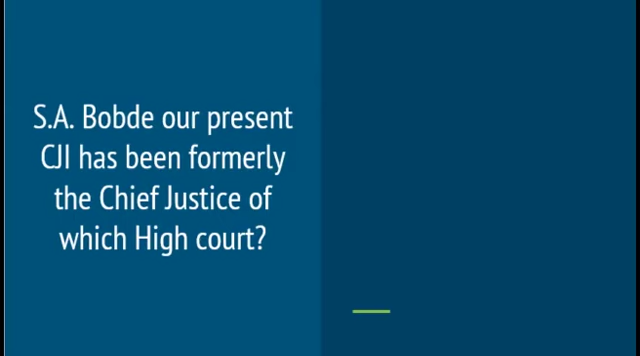 S.A. Bobde our present
CJI has been formerly
the Chief Justice of
which High court?